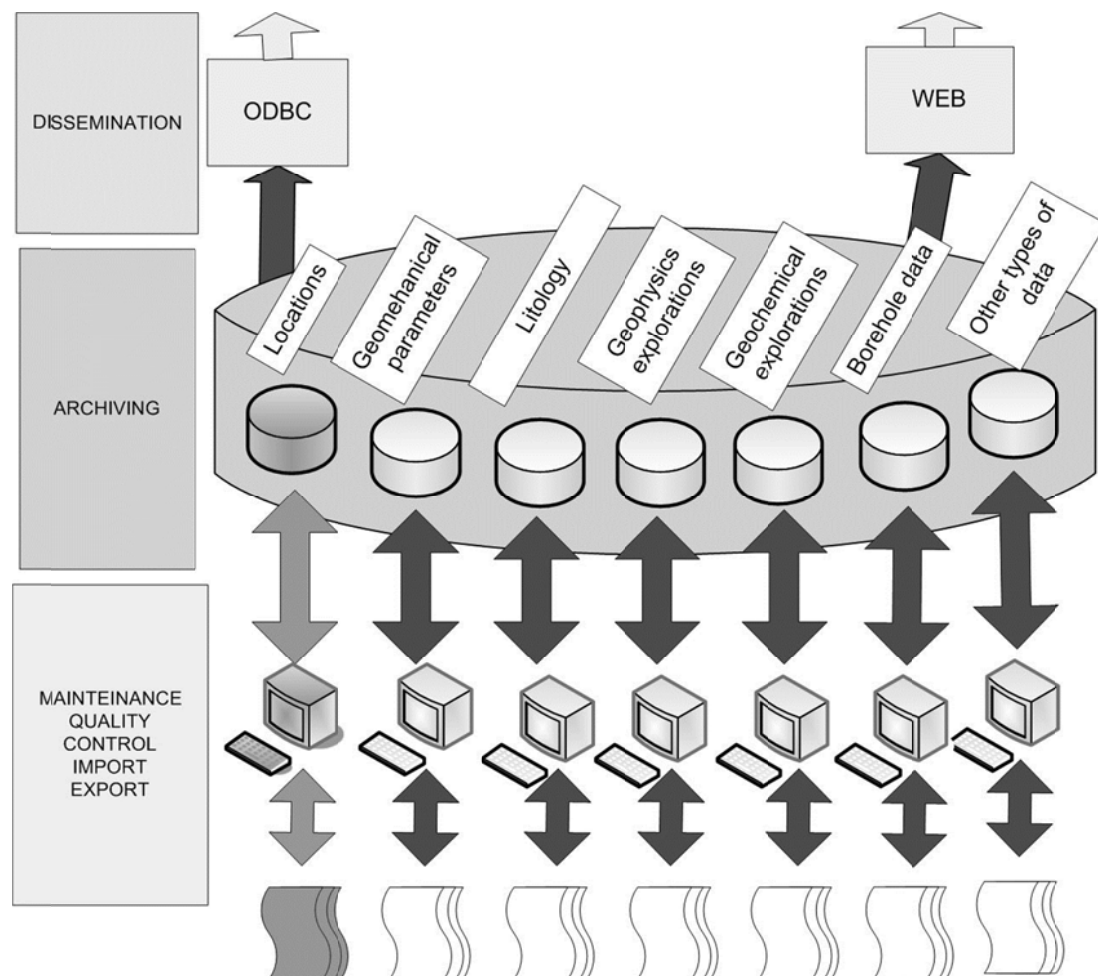 DISSEMINATION
ODBC
WEB
ARCHIVING
Locations
Geomehanical
parameters
Litology
Geophysics
explorations
Geochemical
explorations
Borehole data
Other types of
data
MAINTEINANCE
QUALITY
CONTROL
IMPORT
EXPORT